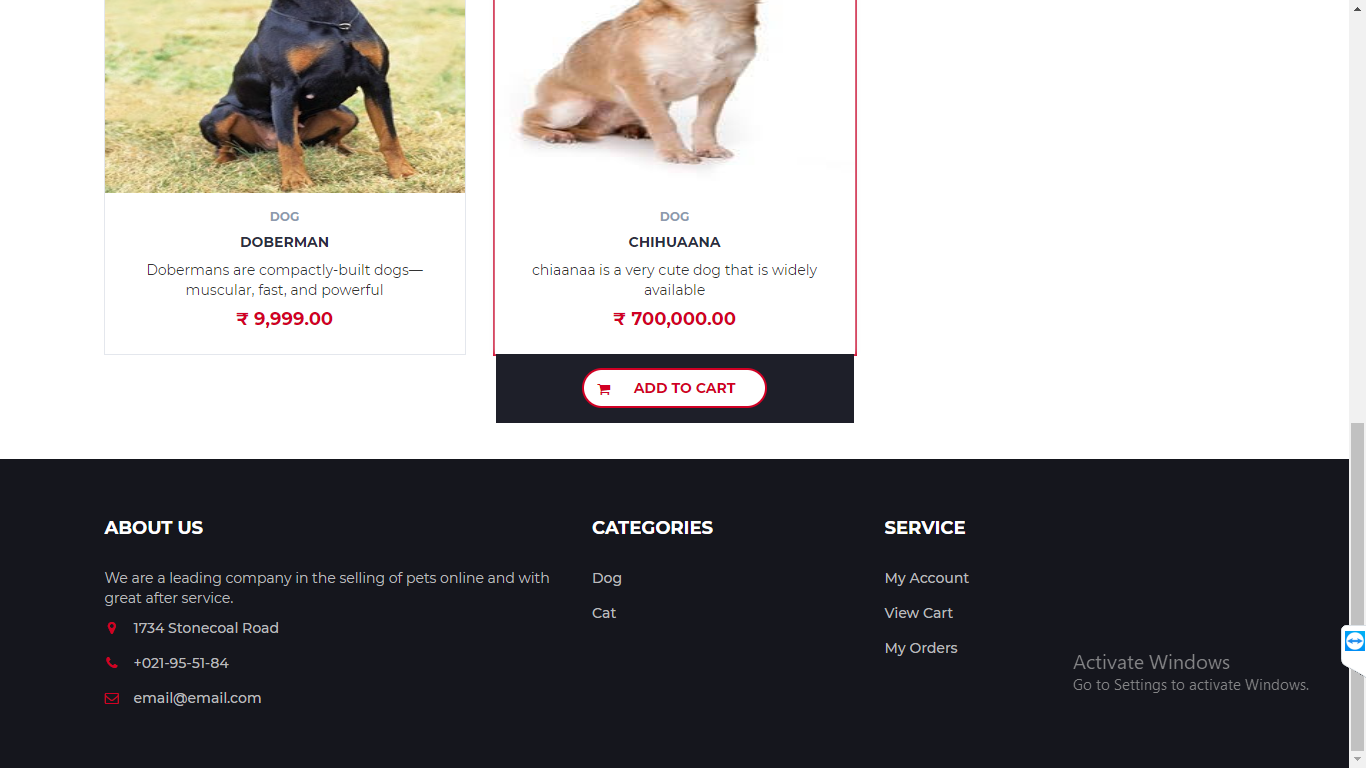 DOG
DOBERMAN
Dobermans are compactly-built dogs—
muscular, fast, and powerful
₹ 9,999.00
DOG
CHIHUAANA
chiaanaa is a very cute dog that is widely
available
₹ 700,000.00
ADD TO CART
ABOUT US
We are a leading company in the selling of pets online and with
great after service.
1734 Stonecoal Road
+021-95-51-84
email@email.com
CATEGORIES
Dog
Cat
SERVICE
My Account
View Cart
My Orders
Activate Windows
Go to Settings to activate Windows.